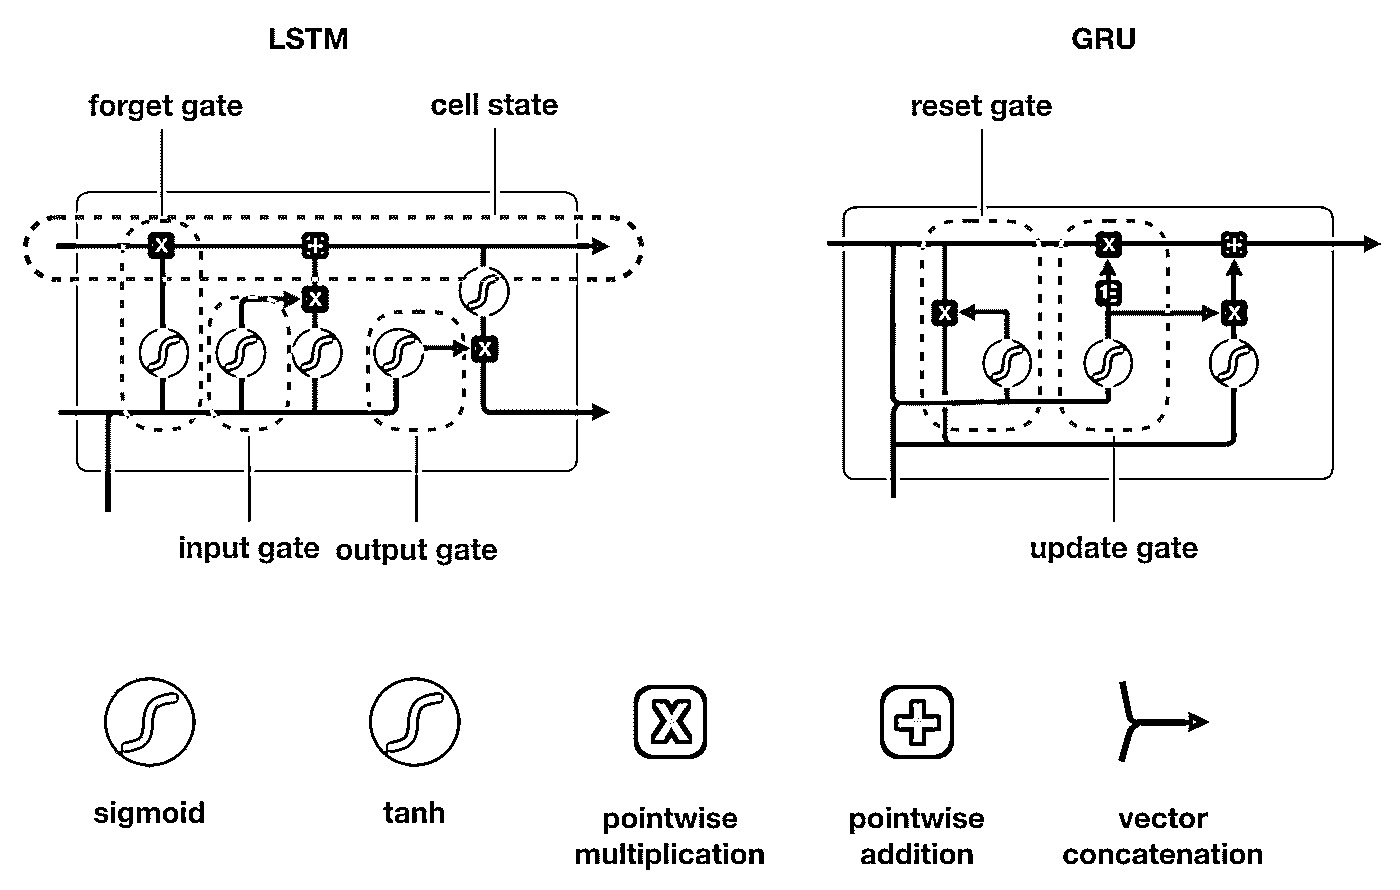 LSTM
GRU
forget gate
cell state
reset gate
x
+
x
x
x
+
x
x
input gate
output gate
update gate
x
+
sigmoid
tanh
pointwise
multiplication
pointwise
addition
vector
concatenation